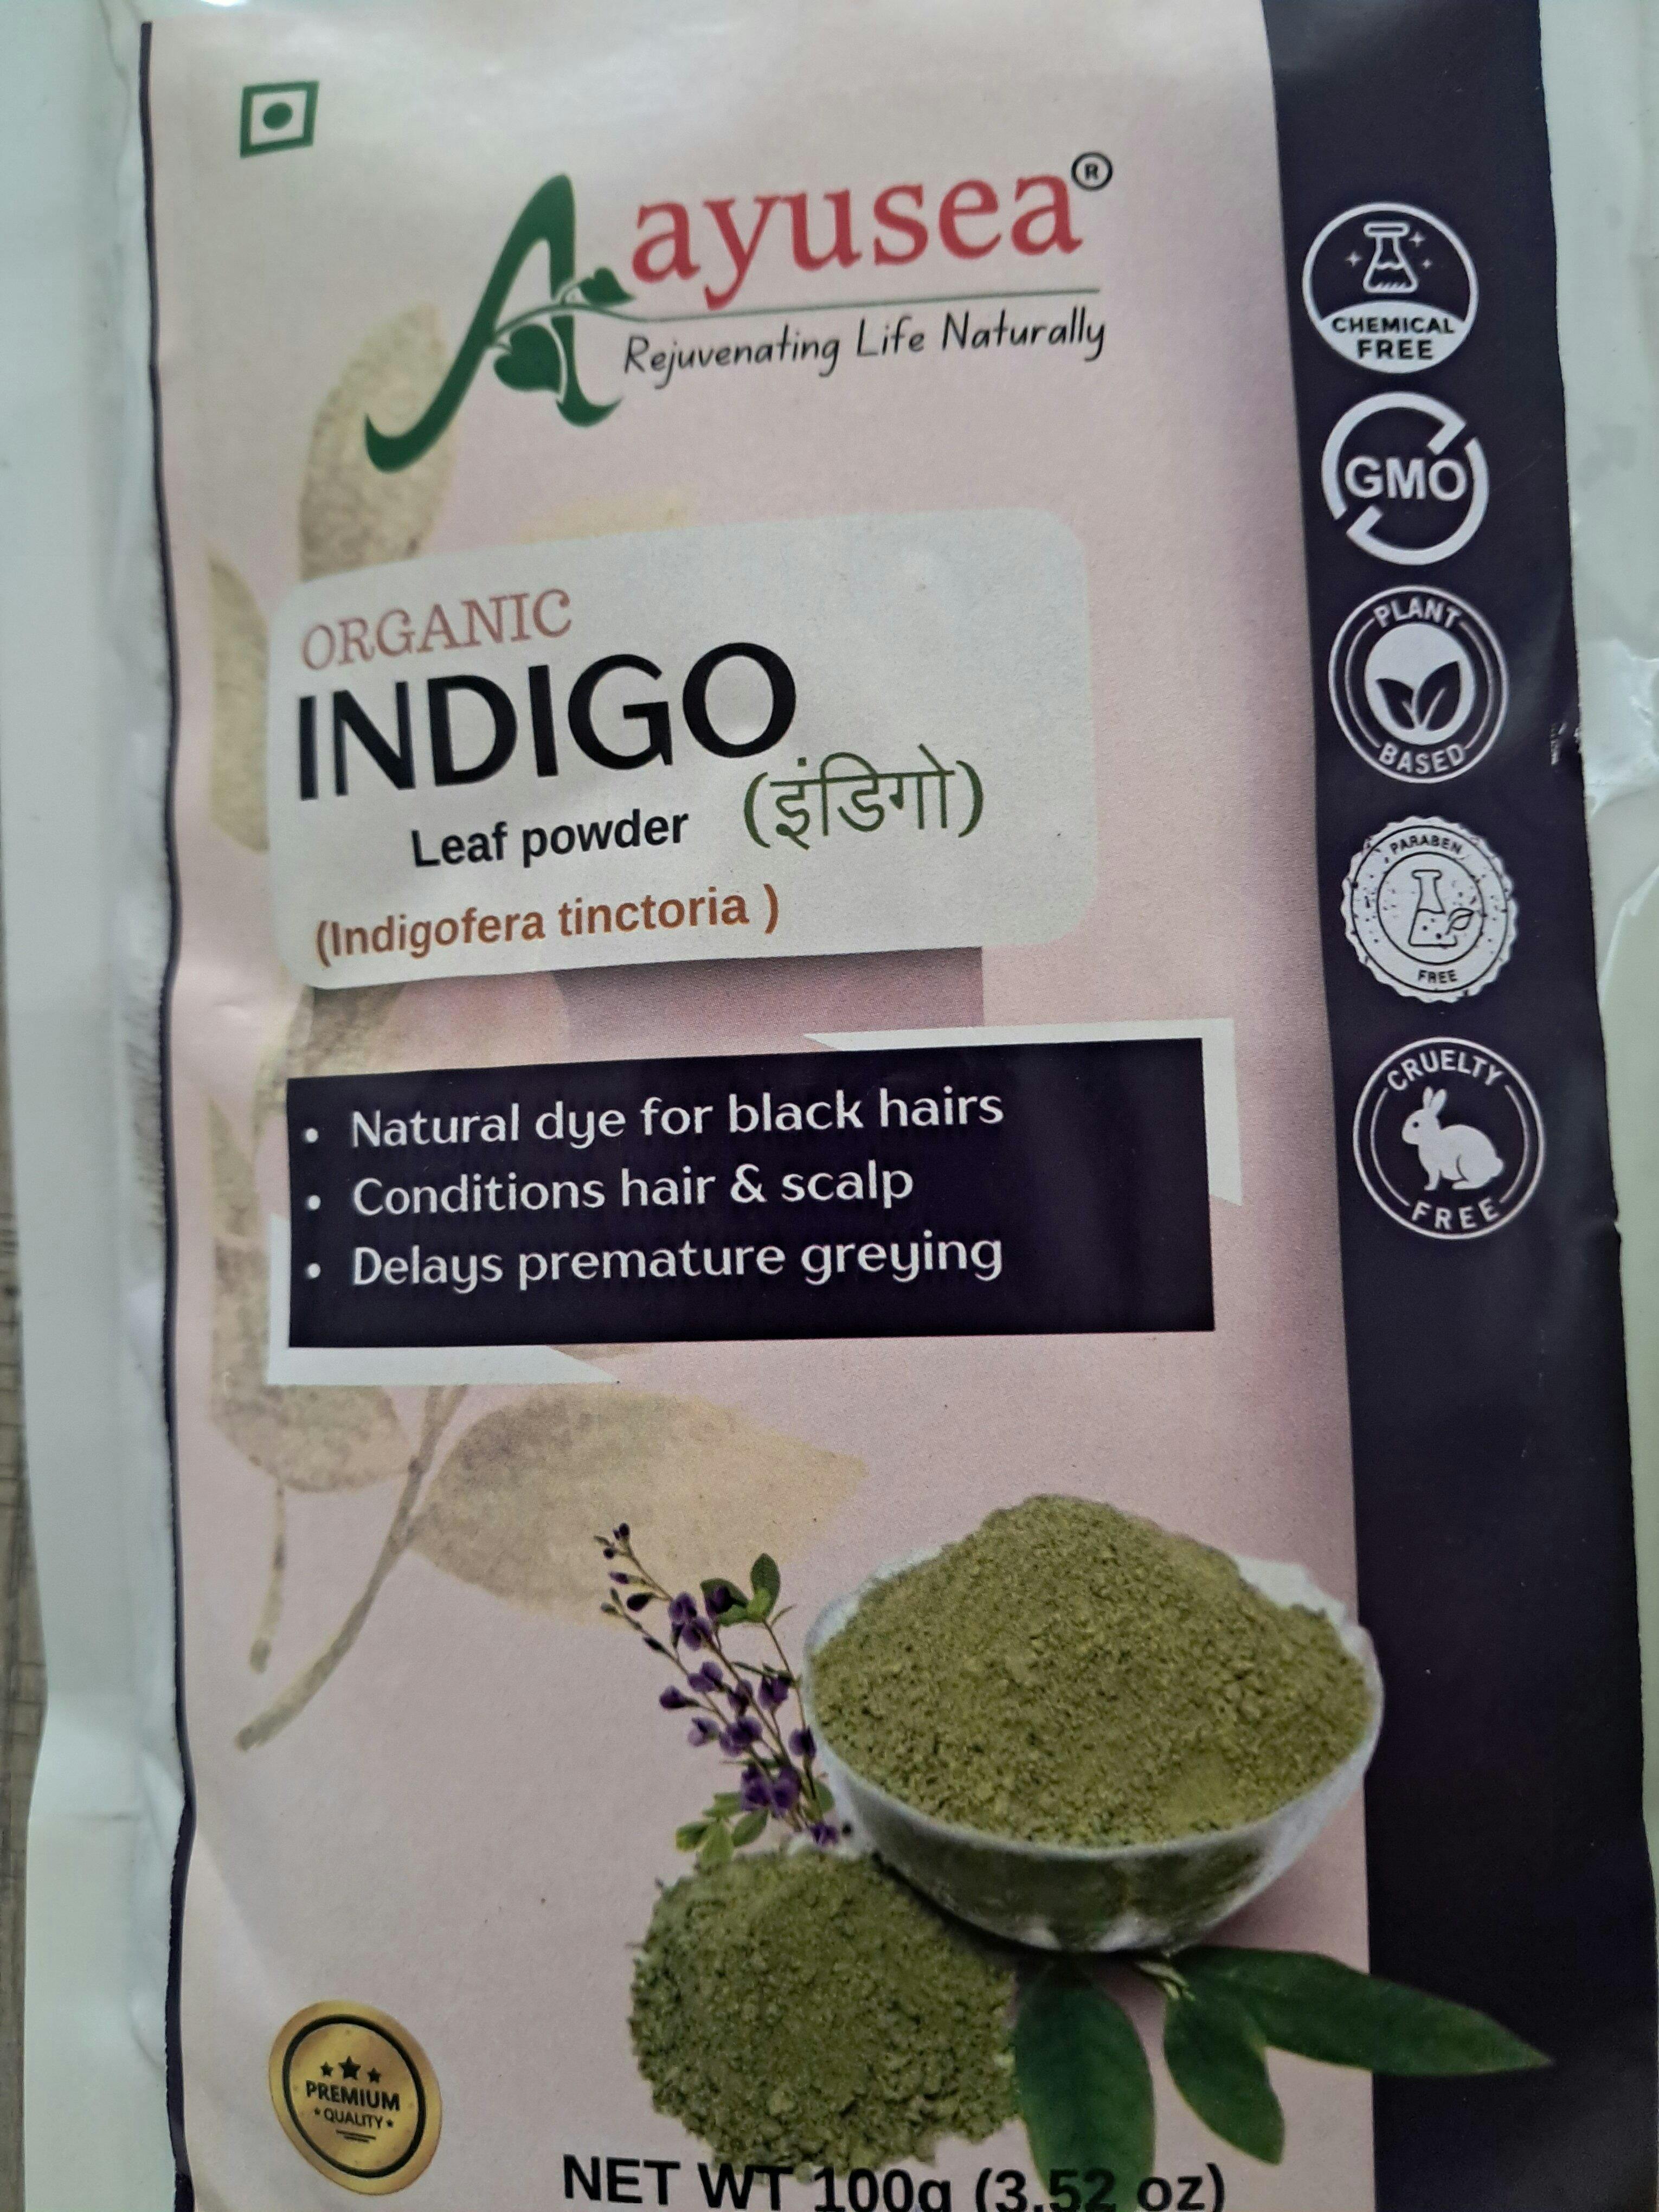 Aayusea®
Rejuvenating Life Naturally
CHEMICAL
FREE
GMO
PLANT
BASED
PARABEN
FREE
CRUELTY
FREE
ORGANIC
INDIGO
Leaf powder (इंडिगो)
(Indigofera tinctoria )
• Natural dye for black hairs
• Conditions hair & scalp
• Delays premature greying
PREMIUM
QUALITY
NET WT 100g (3.52 oz)